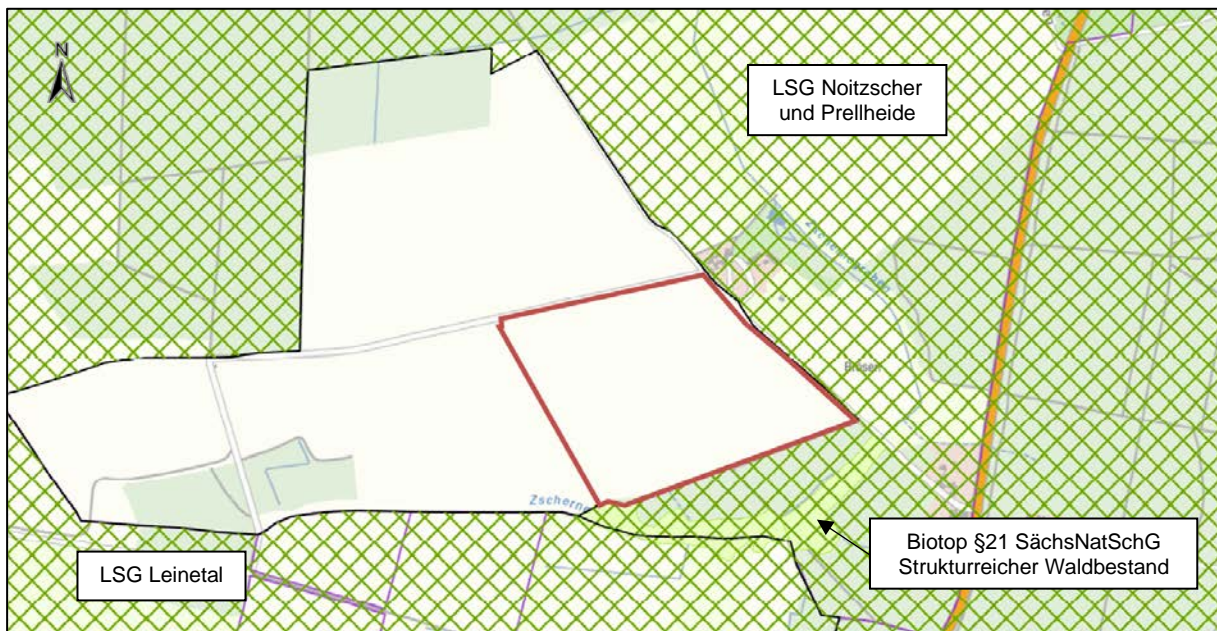 N
LSG Noitzscher
und Prellheide
Zscherne
LSG Leinetal
Biotop §21 SächsNatSchG
Strukturreicher Waldbestand